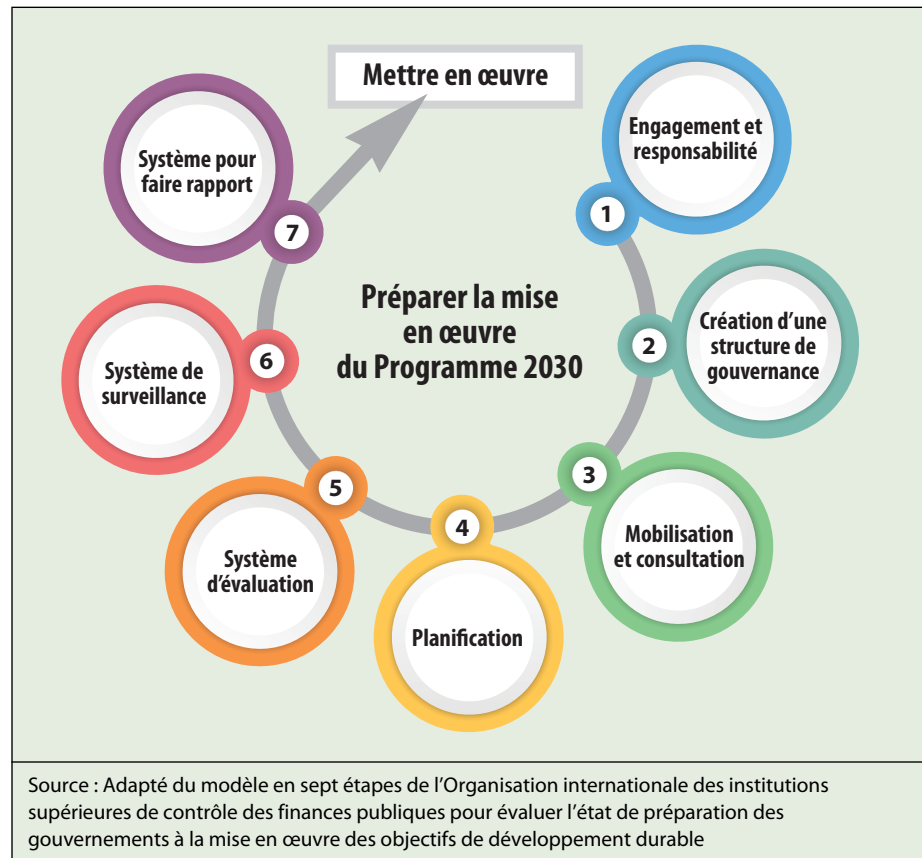 Mettre en œuvre
Engagement et
responsabilité
1
Création d'une
structure de
gouvernance
2
Mobilisation
et consultation
3
Planification
4
Système
d'évaluation
5
Système de
surveillance
6
Système pour
faire rapport
7
Préparer la mise
en œuvre
du Programme 2030
Source : Adapté du modèle en sept étapes de l'Organisation internationale des institutions
supérieures de contrôle des finances publiques pour évaluer l'état de préparation des
gouvernements à la mise en œuvre des objectifs de développement durable